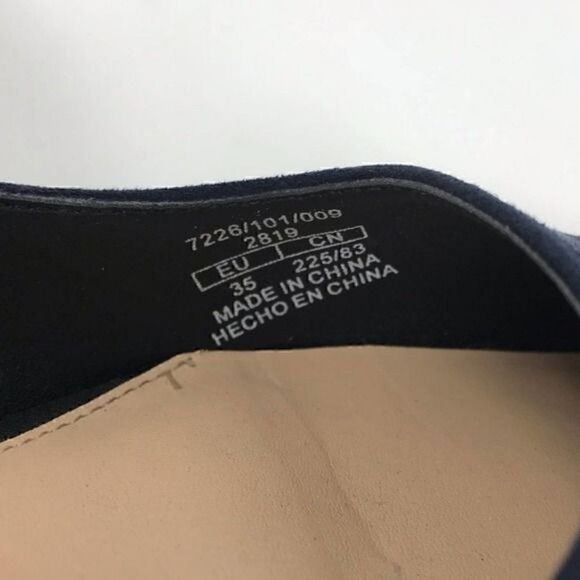 7226/101/009
2819
EU CN
35 225/83
MADE IN CHINA
HECHO EN CHINA